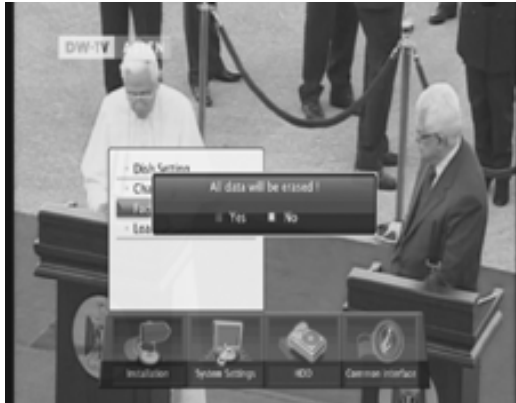 DW-TV
Dish Setting
All data will be erased !
Yes No
Installation System Settings HDD Common Interface